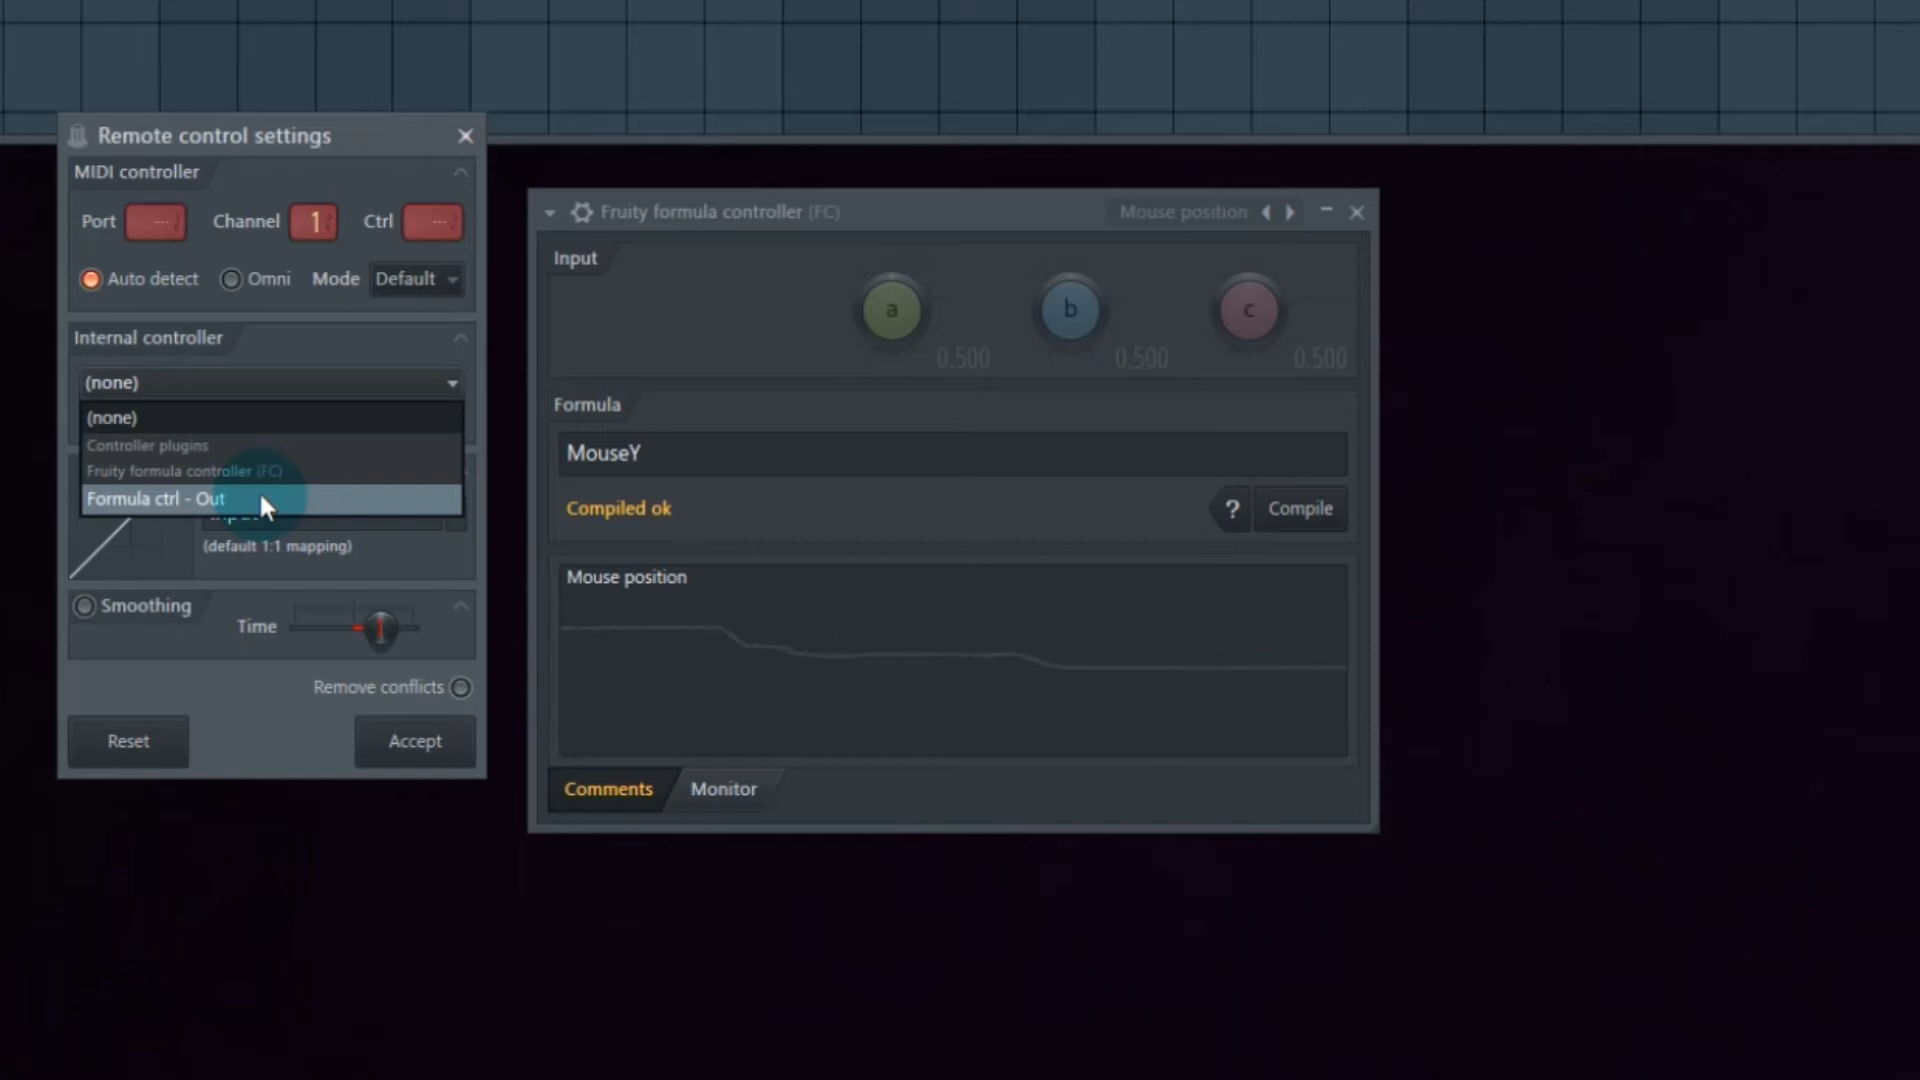 Remote control settings
MIDI controller
Port --- Channel 1 Ctrl ---
Auto detect Omni Mode Default
Internal controller
(none)
(none)
Controller plugins
Fruity formula controller (FC)
Formula ctrl - Out
(default 1:1 mapping)
Smoothing
Time
Remove conflicts
Reset Accept
Fruity formula controller (FC) Mouse position
Input
a b c
0.500 0.500 0.500
Formula
MouseY
Compiled ok ? Compile
Mouse position
Comments Monitor